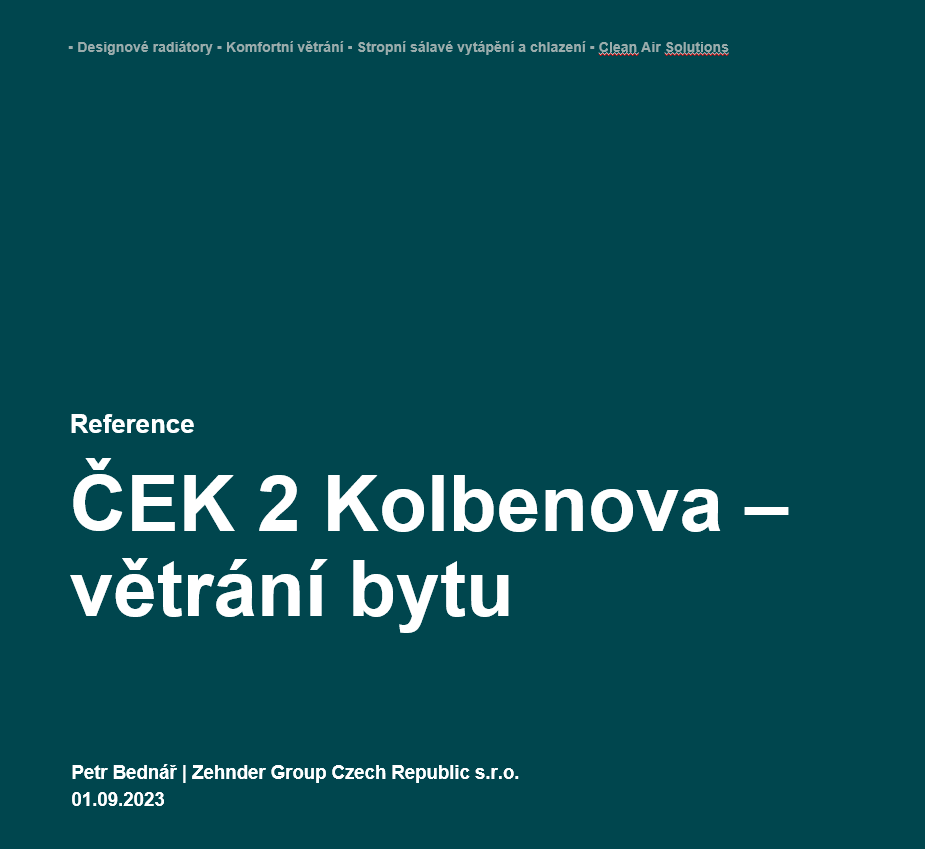 - Designové radiátory - Komfortní větrání - Stropní sálavé vytápění a chlazení - Clean Air Solutions
Reference
ČEK 2 Kolbenova –
větrání bytu
Petr Bednář | Zehnder Group Czech Republic s.r.o.
01.09.2023